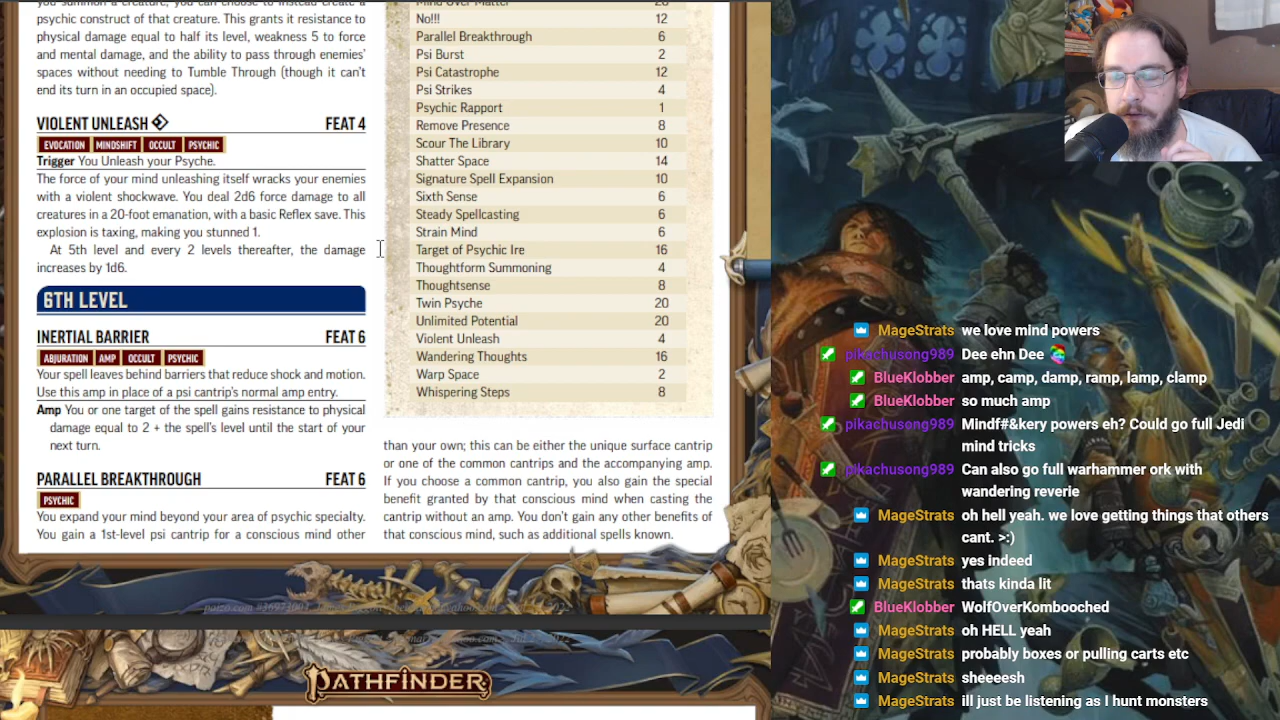 you summon a creature, you can choose to instead create a
psychic construct of that creature. This grants it resistance to
physical damage equal to half its level, weakness 5 to force
and mental damage, and the ability to pass through enemies'
spaces without needing to Tumble Through (though it can't
end its turn in an occupied space).
VIOLENT UNLEASH FEAT 4
EVOCATION MINDSHIFT OCCULT PSYCHIC
Trigger You Unleash your Psyche.
The force of your mind unleashing itself wracks your enemies
with a violent shockwave. You deal 2d6 force damage to all
creatures in a 20-foot emanation, with a basic Reflex save. This
explosion is taxing, making you stunned 1.
At 5th level and every 2 levels thereafter, the damage
increases by 1d6.
6TH LEVEL
INERTIAL BARRIER FEAT 6
ABJURATION AMP OCCULT PSYCHIC
Your spell leaves behind barriers that reduce shock and motion.
Use this amp in place of a psi cantrip's normal amp entry.
Amp You or one target of the spell gains resistance to physical
damage equal to 2 + the spell's level until the start of your
next turn.
PARALLEL BREAKTHROUGH FEAT 6
PSYCHIC
You expand your mind beyond your area of psychic specialty.
You gain a 1st-level psi cantrip for a conscious mind other
Mind Over Matter 20
No!!! 12
Parallel Breakthrough 6
Psi Burst 2
Psi Catastrophe 12
Psi Strikes 4
Psychic Rapport 1
Remove Presence 8
Scour The Library 10
Shatter Space 14
Signature Spell Expansion 10
Sixth Sense 6
Steady Spellcasting 6
Strain Mind 6
Target of Psychic Ire 16
Thoughtform Summoning 4
Thoughtsense 8
Twin Psyche 20
Unlimited Potential 20
Violent Unleash 4
Wandering Thoughts 16
Warp Space 2
Whispering Steps 8
than your own; this can be either the unique surface cantrip
or one of the common cantrips and the accompanying amp.
If you choose a common cantrip, you also gain the special
benefit granted by that conscious mind when casting the
cantrip without an amp. You don't gain any other benefits of
that conscious mind, such as additional spells known.
PATHFINDER
MageStrats we love mind powers
pikachusong989 Dee ehn Dee
BlueKlobber amp, camp, damp, ramp, lamp, clamp
BlueKlobber so much amp
pikachusong989 Mindf#&kery powers eh? Could go full Jedi
mind tricks
pikachusong989 Can also go full warhammer ork with
wandering reverie
MageStrats oh hell yeah. we love getting things that others
cant. >:)
MageStrats yes indeed
MageStrats thats kinda lit
BlueKlobber WolfOverKombooched
MageStrats oh HELL yeah
MageStrats probably boxes or pulling carts etc
MageStrats sheeeesh
MageStrats ill just be listening as I hunt monsters